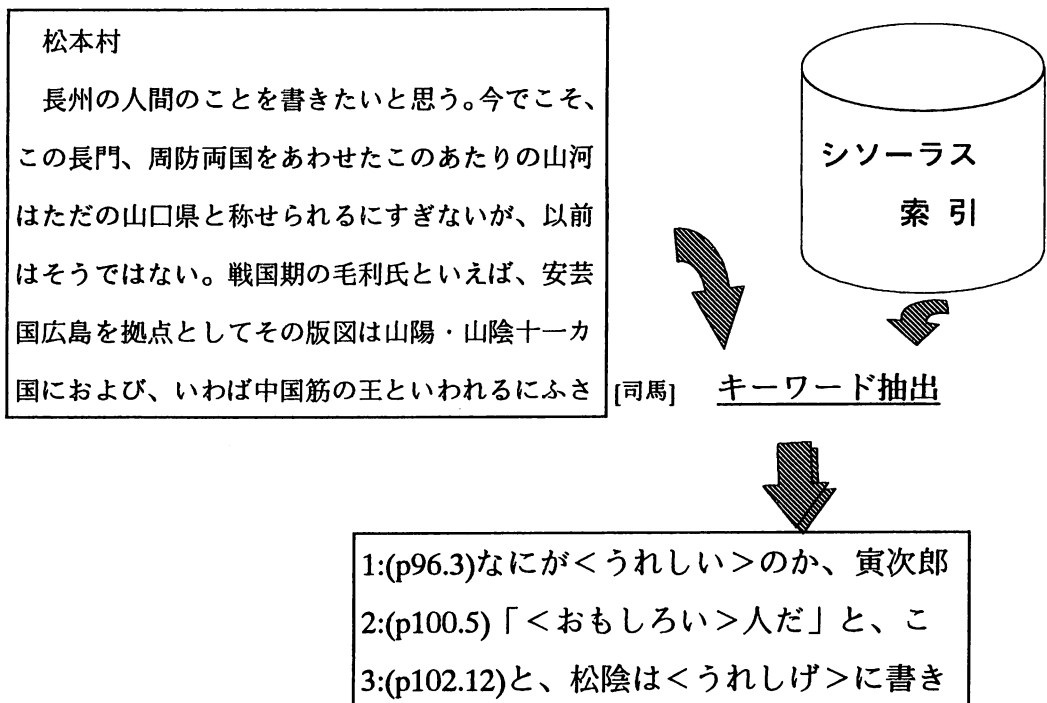 松本村
長州の人間のことを書きたいと思う。今でこそ、
この長門、周防両国をあわせたこのあたりの山河
はただの山口県と称せられるにすぎないが、以前
はそうではない。戦国期の毛利氏といえば、安芸
国広島を拠点としてその版図は山陽・山陰十一カ
国におよび、いわば中国筋の王といわれるにふさ
[司馬]
シソーラス
索引
キーワード抽出
1:(p96.3)なにが＜うれしい＞のか、寅次郎
2:(p100.5)「＜おもしろい＞人だ」と、こ
3:(p102.12)と、松陰は＜うれしげ＞に書き